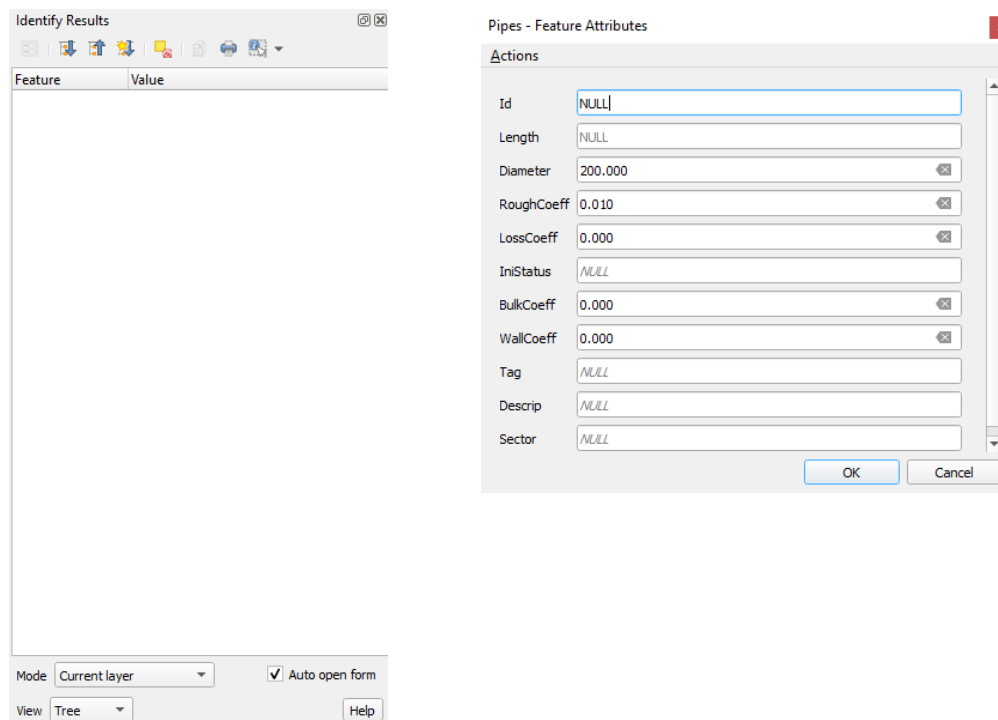 Identify Results
Feature Value
Mode Current layer Auto open form
View Tree Help
Pipes - Feature Attributes
Actions
Id NULL
Length NULL
Diameter 200.000
RoughCoeff 0.010
LossCoeff 0.000
IniStatus NULL
BulkCoeff 0.000
WallCoeff 0.000
Tag NULL
Descrip NULL
Sector NULL
OK Cancel